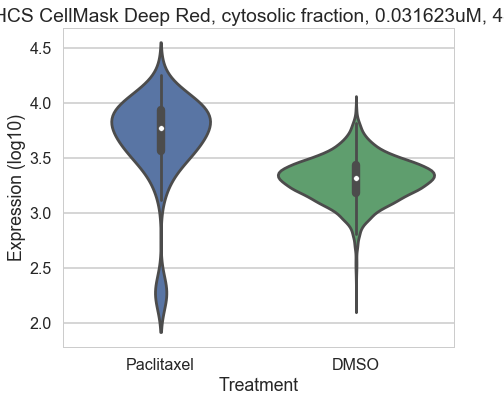 HCS CellMask Deep Red, cytosolic fraction, 0.031623uM, 4
4.5
4.0
3.5
3.0
2.5
2.0
Expression (log10)
Paclitaxel
DMSO
Treatment